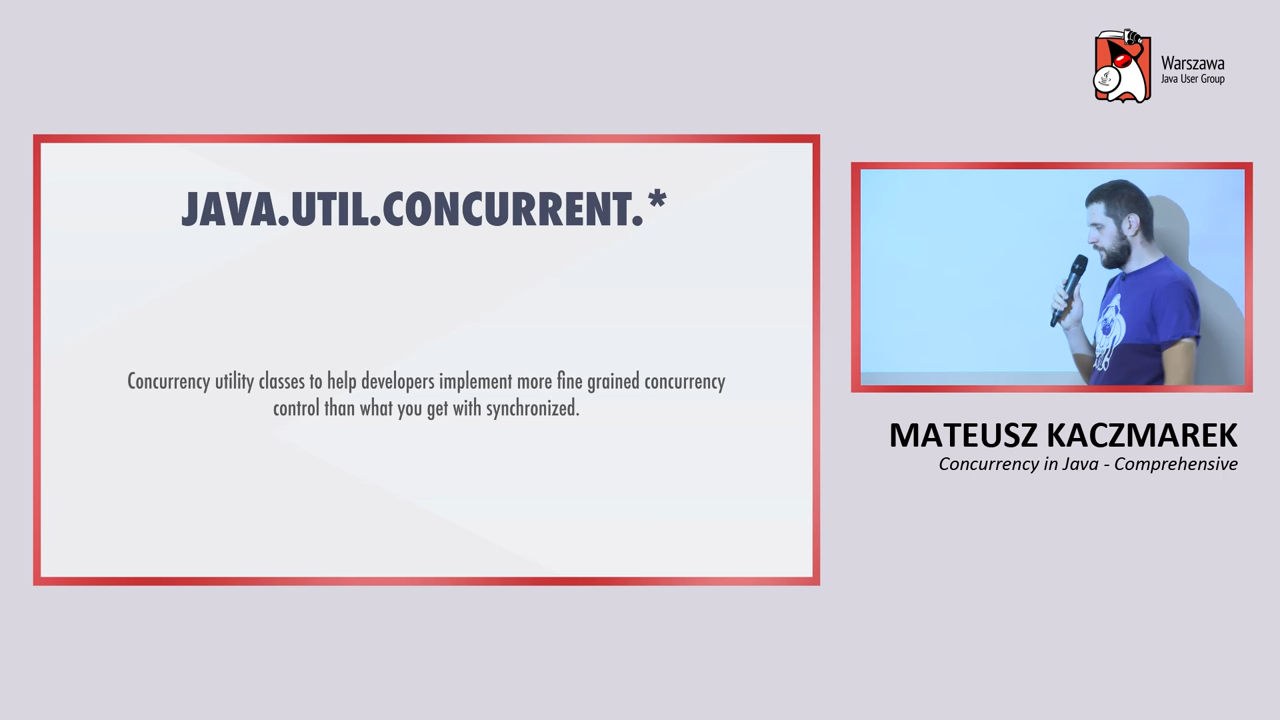 Warszawa
Java User Group
JAVA.UTIL.CONCURRENT.*
Concurrency utility classes to help developers implement more fine grained concurrency
control than what you get with synchronized.
MATEUSZ KACZMAREK
Concurrency in Java - Comprehensive